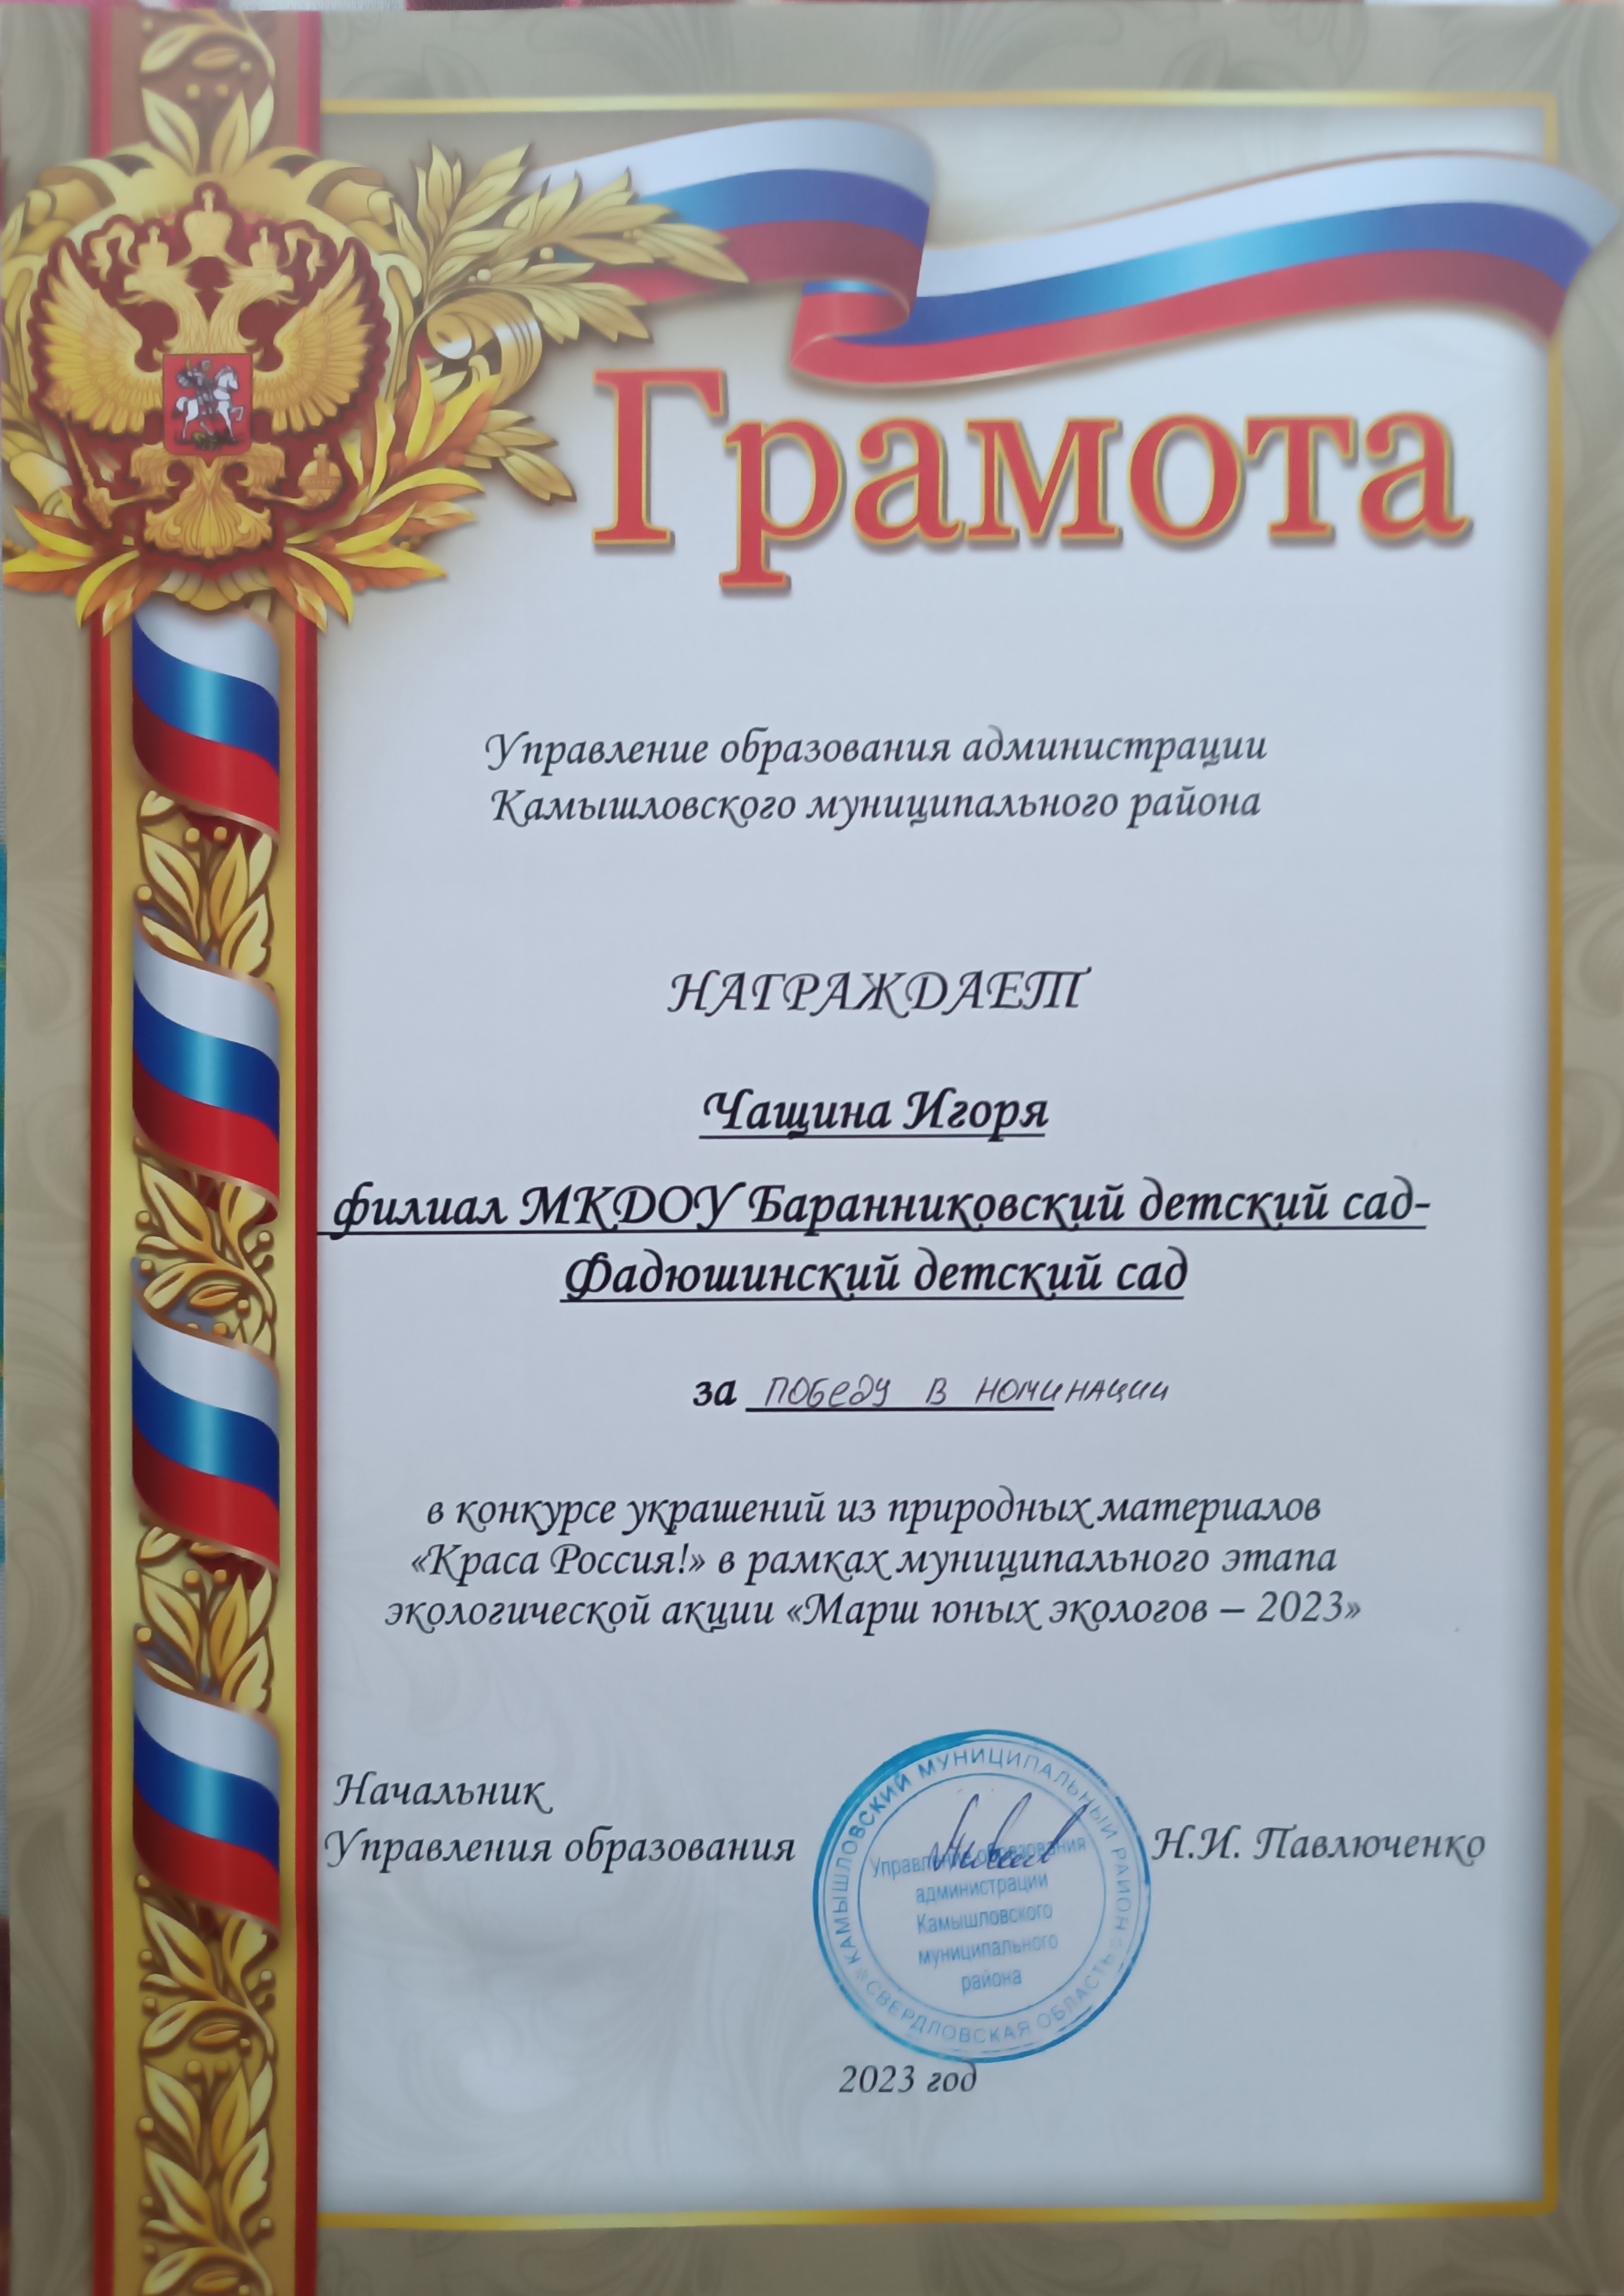 Грамота
Управление образования администрации
Камышловского муниципального района
НАГРАЖДАЕТ
Чащина Игоря
филиал МКДОУ Баранниковский детский сад-
Фадюшинский детский сад
за победу в номинации
в конкурсе украшений из природных материалов
«Краса Россия!» в рамках муниципального этапа
экологической акции «Марш юных экологов – 2023»
Начальник
Управления образования
Н.И. Павлюченко
КАМЫШЛОВСКИЙ МУНИЦИПАЛЬНЫЙ РАЙОН
СВЕРДЛОВСКАЯ ОБЛАСТЬ
Управление образования
администрации
Камышловского
муниципального
района
2023 год